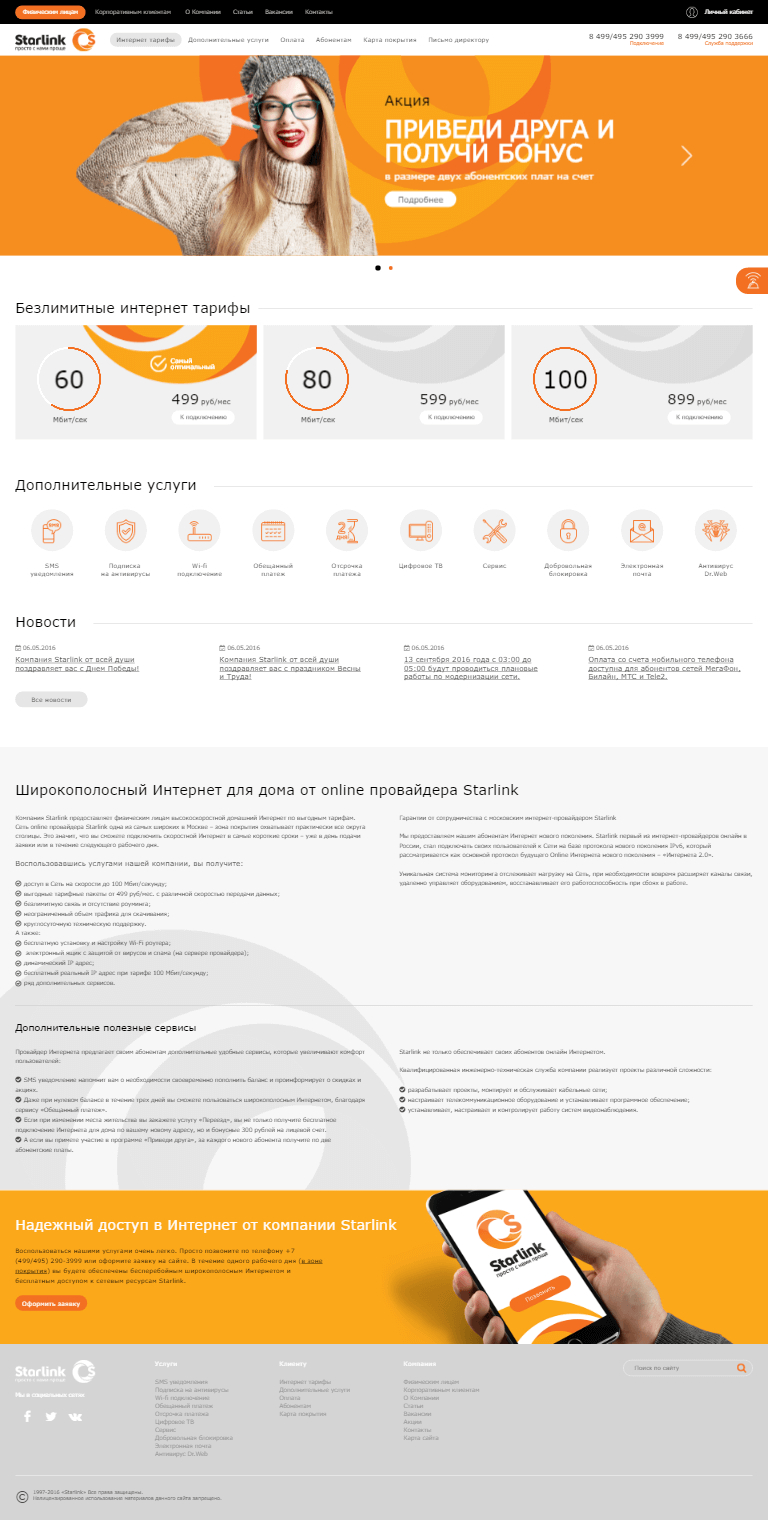 Физическим лицам
Корпоративным клиентам
О Компании
Статьи
Вакансии
Контакты
Личный кабинет
Starlink
просто с нами проще
Интернет тарифы
Дополнительные услуги
Оплата
Абонентам
Карта покрытия
Письмо директору
8 499/495 290 3999
Подключение
8 499/495 290 3666
Служба поддержки
Акция
ПРИВЕДИ ДРУГА И
ПОЛУЧИ БОНУС
в размере двух абонентских плат на счет
Подробнее
Безлимитные интернет тарифы
60
Мбит/сек
Самый
оптимальный
499 руб/мес
К подключению
80
Мбит/сек
599 руб/мес
К подключению
100
Мбит/сек
899 руб/мес
К подключению
Дополнительные услуги
SMS
уведомления
Подписка
на антивирусы
Wi-fi
подключение
Обещанный
платеж
2
дня
Отсрочка
платежа
Цифровое ТВ
Сервис
Добровольная
блокировка
Электронная
почта
Антивирус
Dr.Web
Новости
06.05.2016
Компания Starlink от всей души
поздравляет вас с Днем Победы!
06.05.2016
Компания Starlink от всей души
поздравляет вас с праздником Весны
и Труда!
06.05.2016
13 сентября 2016 года с 03:00 до
05:00 будут проводиться плановые
работы по модернизации сети.
06.05.2016
Оплата со счета мобильного телефона
доступна для абонентов сетей МегаФон,
Билайн, МТС и Tele2.
Все новости
Широкополосный Интернет для дома от online провайдера Starlink
Компания Starlink предоставляет физическим лицам высокоскоростной домашний Интернет по выгодным тарифам.
Сеть online провайдера Starlink одна из самых широких в Москве – зона покрытия охватывает практически все округа
столицы. Это значит, что вы сможете подключить скоростной Интернет в самые короткие сроки – уже в день подачи
заявки или в течение следующего рабочего дня.
Воспользовавшись услугами нашей компании, вы получите:
доступ в Сеть на скорости до 100 Мбит/секунду;
выгодные тарифные пакеты от 499 руб/мес. с различной скоростью передачи данных;
безлимитную связь и отсутствие роуминга;
неограниченный объем трафика для скачивания;
круглосуточную техническую поддержку.
А также:
бесплатную установку и настройку Wi-Fi роутера;
электронный ящик с защитой от вирусов и спама (на сервере провайдера);
динамический IP адрес;
бесплатный реальный IP адрес при тарифе 100 Мбит/секунду;
ряд дополнительных сервисов.
Гарантии от сотрудничества с московским интернет-провайдером Starlink
Мы предоставляем нашим абонентам Интернет нового поколения. Starlink первый из интернет-провайдеров онлайн в
России, стал подключать своих пользователей к Сети на базе протокола нового поколения IPv6, который
рассматривается как основной протокол будущего Online Интернета нового поколения – «Интернета 2.0».
Уникальная система мониторинга отслеживает нагрузку на Сеть, при необходимости вовремя расширяет каналы связи,
удаленно управляет оборудованием, восстанавливает его работоспособность при сбоях в работе.
Дополнительные полезные сервисы
Провайдер Интернета предлагает своим абонентам дополнительные удобные сервисы, которые увеличивают комфорт
пользователей:
SMS уведомление напомнит вам о необходимости своевременно пополнить баланс и проинформирует о скидках и
акциях.
Даже при нулевом балансе в течение трех дней вы сможете пользоваться широкополосным Интернетом, благодаря
сервису «Обещанный платеж».
Если при изменении места жительства вы закажете услугу «Переезд», вы не только получите бесплатное
подключение Интернета для дома по вашему новому адресу, но и бонусные 300 рублей на лицевой счет.
А если вы примете участие в программе «Приведи друга», за каждого нового абонента получите по две
абонентские платы.
Starlink не только обеспечивает своих абонентов онлайн Интернетом.
Квалифицированная инженерно-техническая служба компании реализует проекты различной сложности:
разрабатывает проекты, монтирует и обслуживает кабельные сети;
настраивает телекоммуникационное оборудование и устанавливает программное обеспечение;
устанавливает, настраивает и контролирует работу систем видеонаблюдения.
Надежный доступ в Интернет от компании Starlink
Воспользоваться нашими услугами очень легко. Просто позвоните по телефону +7
(499/495) 290-3999 или оформите заявку на сайте. В течение одного рабочего дня (в зоне
покрытия) вы будете обеспечены бесперебойным широкополосным Интернетом и
бесплатным доступом к сетевым ресурсам Starlink.
Оформить заявку
Starlink
просто с нами проще
Позвонить
Starlink
просто с нами проще
Мы в социальных сетях
Услуги
SMS уведомления
Подписка на антивирусы
Wi-fi подключение
Обещанный платеж
Отсрочка платежа
Цифровое ТВ
Сервис
Добровольная блокировка
Электронная почта
Антивирус Dr.Web
Клиенту
Интернет тарифы
Дополнительные услуги
Оплата
Абонентам
Карта покрытия
Компания
Физическим лицам
Корпоративным клиентам
О Компании
Статьи
Вакансии
Акции
Контакты
Карта сайта
Поиск по сайту
© 1997-2016 «Starlink» Все права защищены.
Нелицензированное использование материалов данного сайта запрещено.